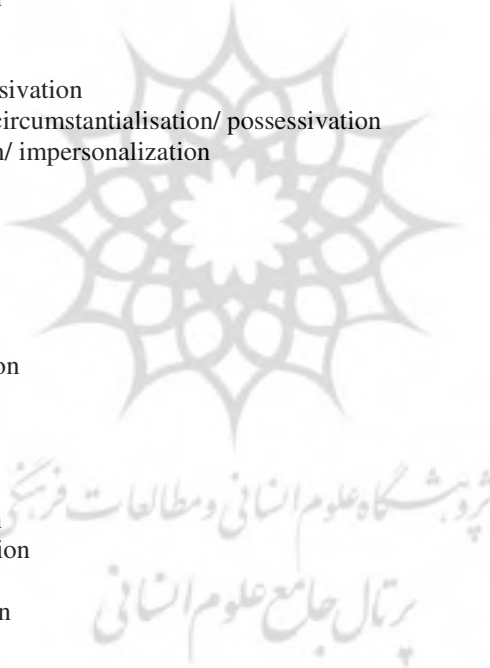 sivation
circumstantialisation/ possessivation
n/ impersonalization
on
پژوهشگاه علوم انسانی و مطالعات فرهنگی
n
ion
پرتال جامع علوم انسانی
n